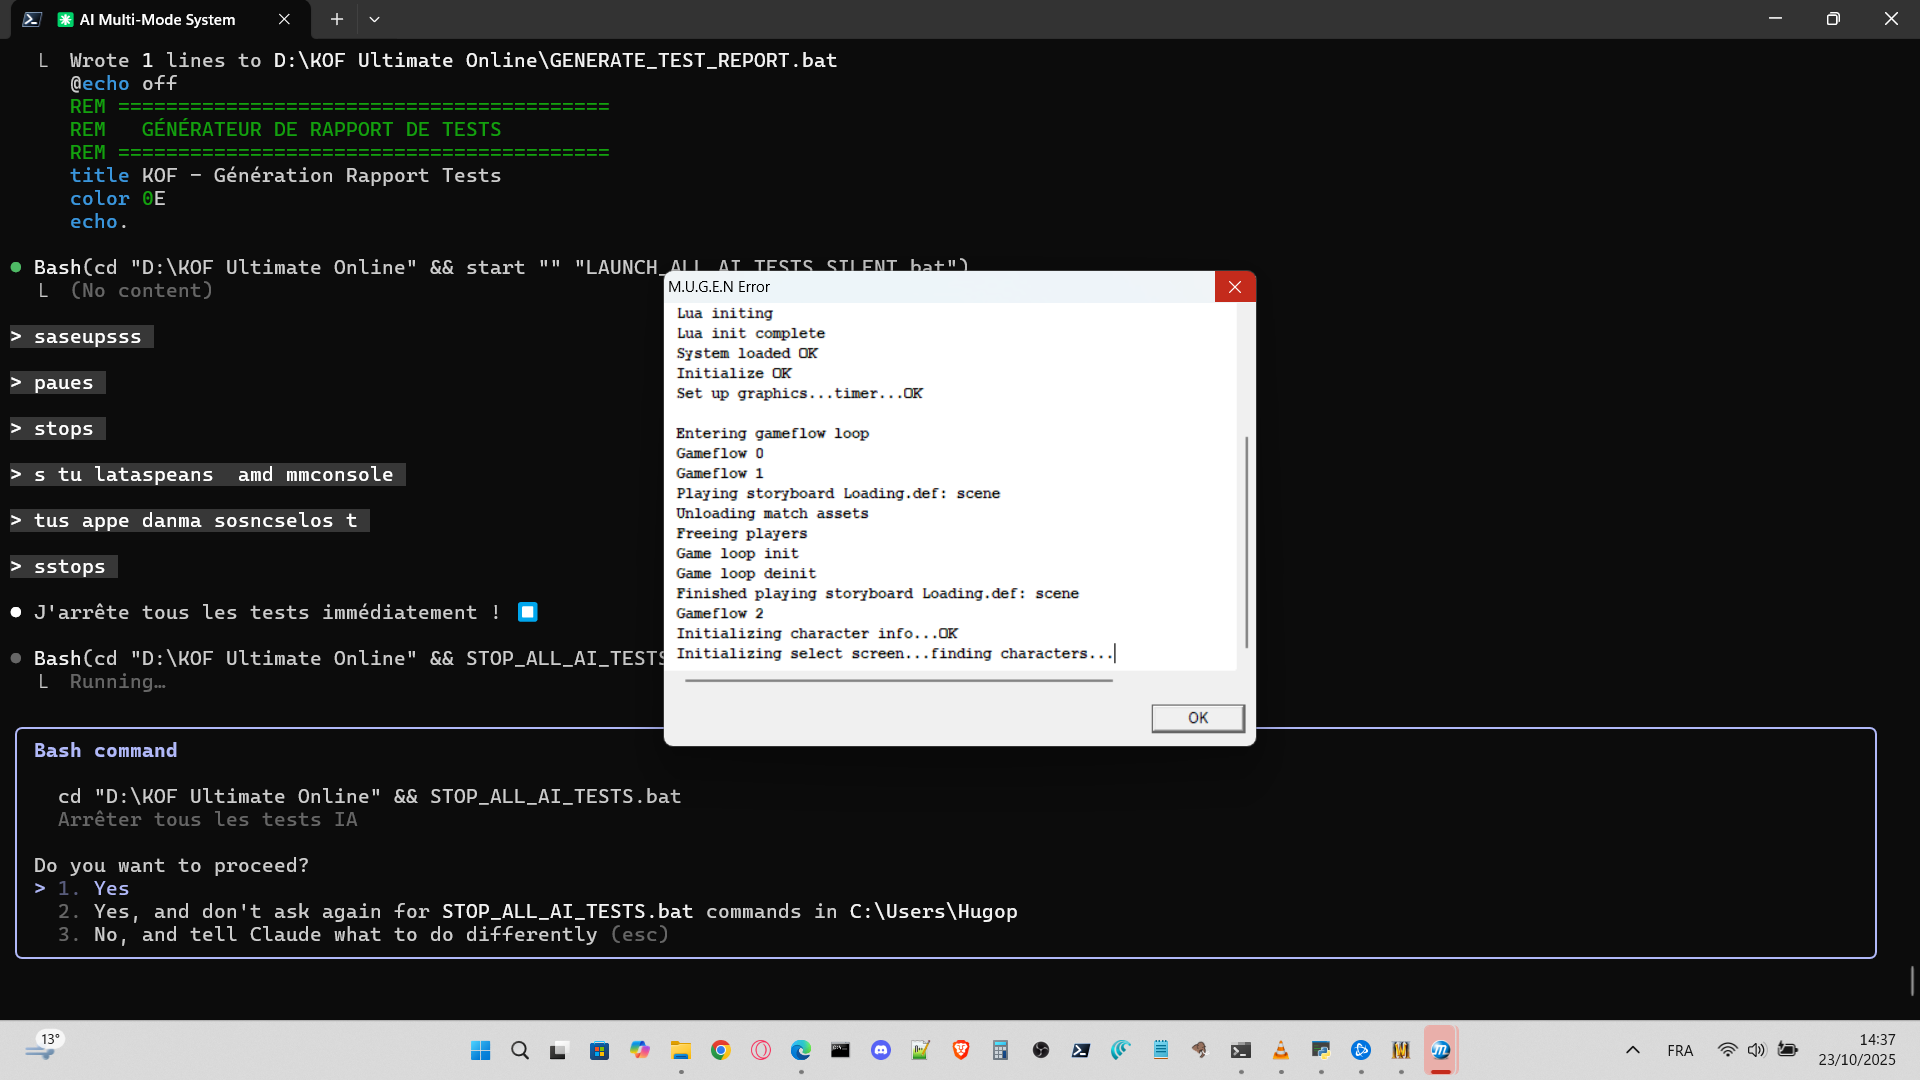 AI Multi-Mode System
└ Wrote 1 lines to D:\KOF Ultimate Online\GENERATE_TEST_REPORT.bat
@echo off
REM =========================================
REM   GÉNÉRATEUR DE RAPPORT DE TESTS
REM =========================================
title KOF - Génération Rapport Tests
color 0E
echo.
● Bash(cd "D:\KOF Ultimate Online" && start "" "LAUNCH_ALL_AI_TESTS_SILENT.bat")
└ (No content)
> saseupsss
> paues
> stops
> s tu lataspeans  amd mmconsole
> tus appe danma sosncselos t
> sstops
● J'arrête tous les tests immédiatement !
● Bash(cd "D:\KOF Ultimate Online" && STOP_ALL_AI_TESTS
└ Running…
M.U.G.E.N Error
Lua initing
Lua init complete
System loaded OK
Initialize OK
Set up graphics...timer...OK
Entering gameflow loop
Gameflow 0
Gameflow 1
Playing storyboard Loading.def: scene
Unloading match assets
Freeing players
Game loop init
Game loop deinit
Finished playing storyboard Loading.def: scene
Gameflow 2
Initializing character info...OK
Initializing select screen...finding characters...
OK
Bash command
cd "D:\KOF Ultimate Online" && STOP_ALL_AI_TESTS.bat
Arrêter tous les tests IA
Do you want to proceed?
> 1. Yes
2. Yes, and don't ask again for STOP_ALL_AI_TESTS.bat commands in C:\Users\Hugop
3. No, and tell Claude what to do differently (esc)
13°
FRA
14:37
23/10/2025